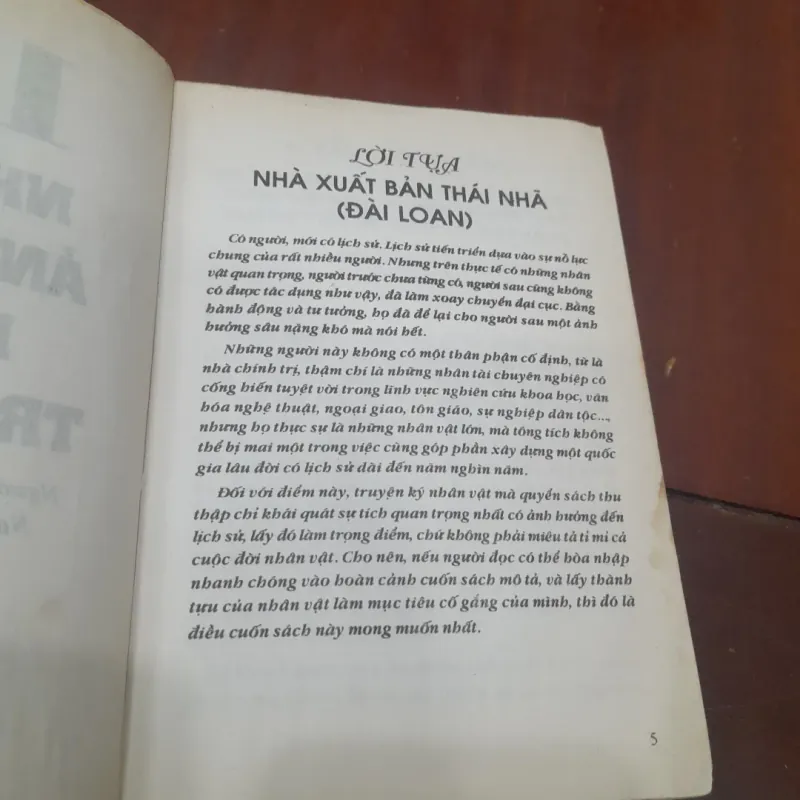 LỜI TỰA
NHÀ XUẤT BẢN THÁI NHÃ
(ĐÀI LOAN)
Có người, mới có lịch sử. Lịch sử tiến triển dựa vào sự nỗ lực
chung của rất nhiều người. Nhưng trên thực tế có những nhân
vật quan trọng, người trước chưa từng có, người sau cũng không
có được tác dụng như vậy, đã làm xoay chuyển đại cục. Bằng
hành động và tư tưởng, họ đã để lại cho người sau một ảnh
hưởng sâu nặng khó mà nói hết.
Những người này không có một thân phận cố định, từ là
nhà chính trị, thậm chí là những nhân tài chuyên nghiệp có
cống hiến tuyệt vời trong lĩnh vực nghiên cứu khoa học, văn
hóa nghệ thuật, ngoại giao, tôn giáo, sự nghiệp dân tộc...,
nhưng họ thực sự là những nhân vật lớn, mà tông tích không
thể bị mai một trong việc cùng góp phần xây dựng một quốc
gia lâu đời có lịch sử dài đến năm nghìn năm.
Đối với điểm này, truyện ký nhân vật mà quyển sách thu
thập chỉ khái quát sự tích quan trọng nhất có ảnh hưởng đến
lịch sử, lấy đó làm trọng điểm, chứ không phải miêu tả tỉ mỉ cả
cuộc đời nhân vật. Cho nên, nếu người đọc có thể hòa nhập
nhanh chóng vào hoàn cảnh cuốn sách mô tả, và lấy thành
tựu của nhân vật làm mục tiêu cố gắng của mình, thì đó là
điều cuốn sách này mong muốn nhất.
5